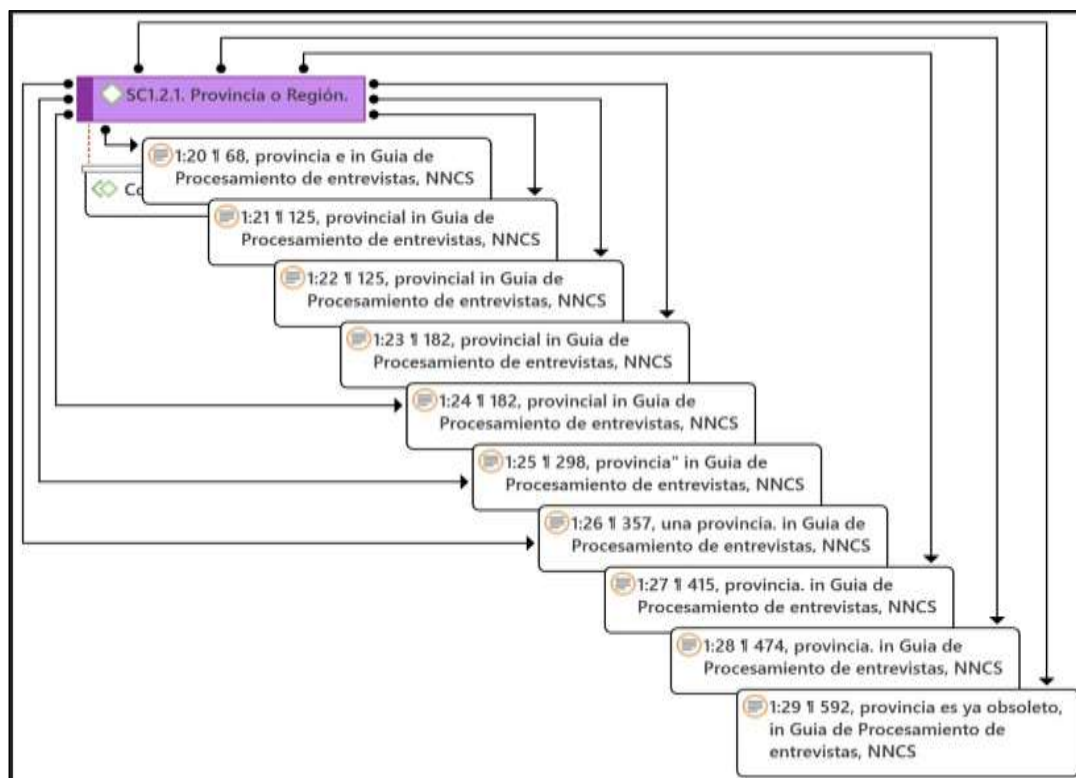 SC1.2.1. Provincia o Región.
1:20 ¶ 68, provincia e in Guia de
Procesamiento de entrevistas, NNCS
Co
1:21 ¶ 125, provincial in Guia de
Procesamiento de entrevistas, NNCS
1:22 ¶ 125, provincial in Guia de
Procesamiento de entrevistas, NNCS
1:23 ¶ 182, provincial in Guia de
Procesamiento de entrevistas, NNCS
1:24 ¶ 182, provincial in Guia de
Procesamiento de entrevistas, NNCS
1:25 ¶ 298, provincia" in Guia de
Procesamiento de entrevistas, NNCS
1:26 ¶ 357, una provincia. in Guia de
Procesamiento de entrevistas, NNCS
1:27 ¶ 415, provincia. in Guia de
Procesamiento de entrevistas, NNCS
1:28 ¶ 474, provincia. in Guia de
Procesamiento de entrevistas, NNCS
1:29 ¶ 592, provincia es ya obsoleto,
in Guia de Procesamiento de
entrevistas, NNCS